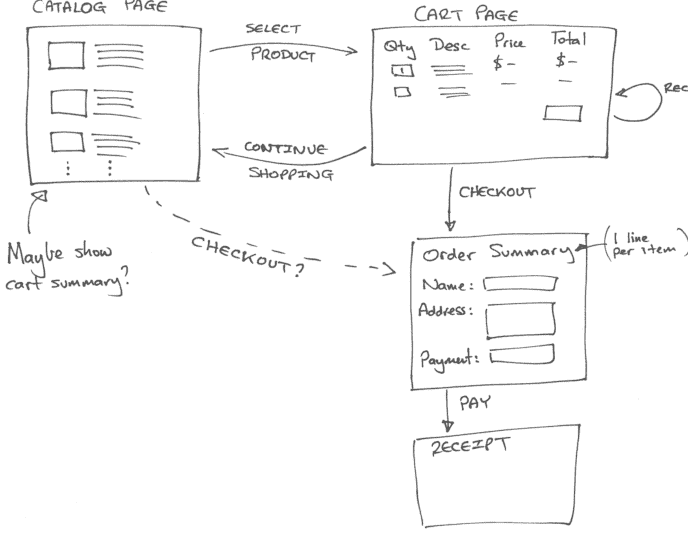 CATALOG PAGE
CART PAGE
SELECT
PRODUCT
Qty Desc Price Total
1 $- $-
CONTINUE
SHOPPING
CHECKOUT
Maybe show
cart summary?
CHECKOUT?
Order Summary
(1 line
per item)
Name:
Address:
Payment:
PAY
RECEIPT